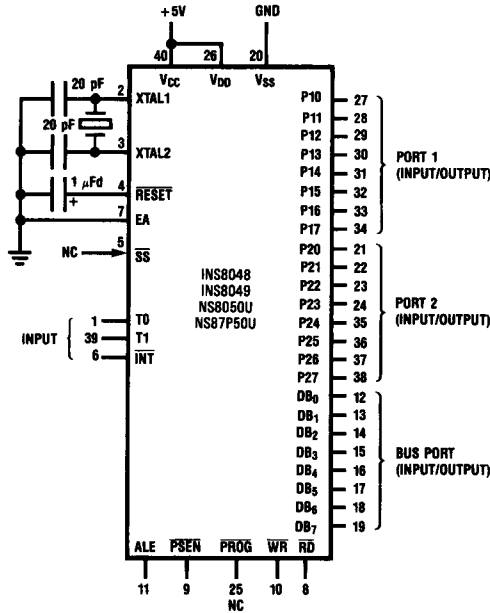 +5V GND
40 26 20
VCC VDD VSS
20 pF 2 XTAL1
20 pF
3 XTAL2
1 µFd 4 RESET
+
7 EA
5
NC SS
INS8048
INS8049
NS8050U
NS87P50U
INPUT
1 T0
39 T1
6 INT
P10 27
P11 28
P12 29
P13 30
P14 31
P15 32
P16 33
P17 34
PORT 1
(INPUT/OUTPUT)
P20 21
P21 22
P22 23
P23 24
P24 35
P25 36
P26 37
P27 38
PORT 2
(INPUT/OUTPUT)
DB0 12
DB1 13
DB2 14
DB3 15
DB4 16
DB5 17
DB6 18
DB7 19
BUS PORT
(INPUT/OUTPUT)
ALE PSEN PROG WR RD
11 9 25 10 8
NC